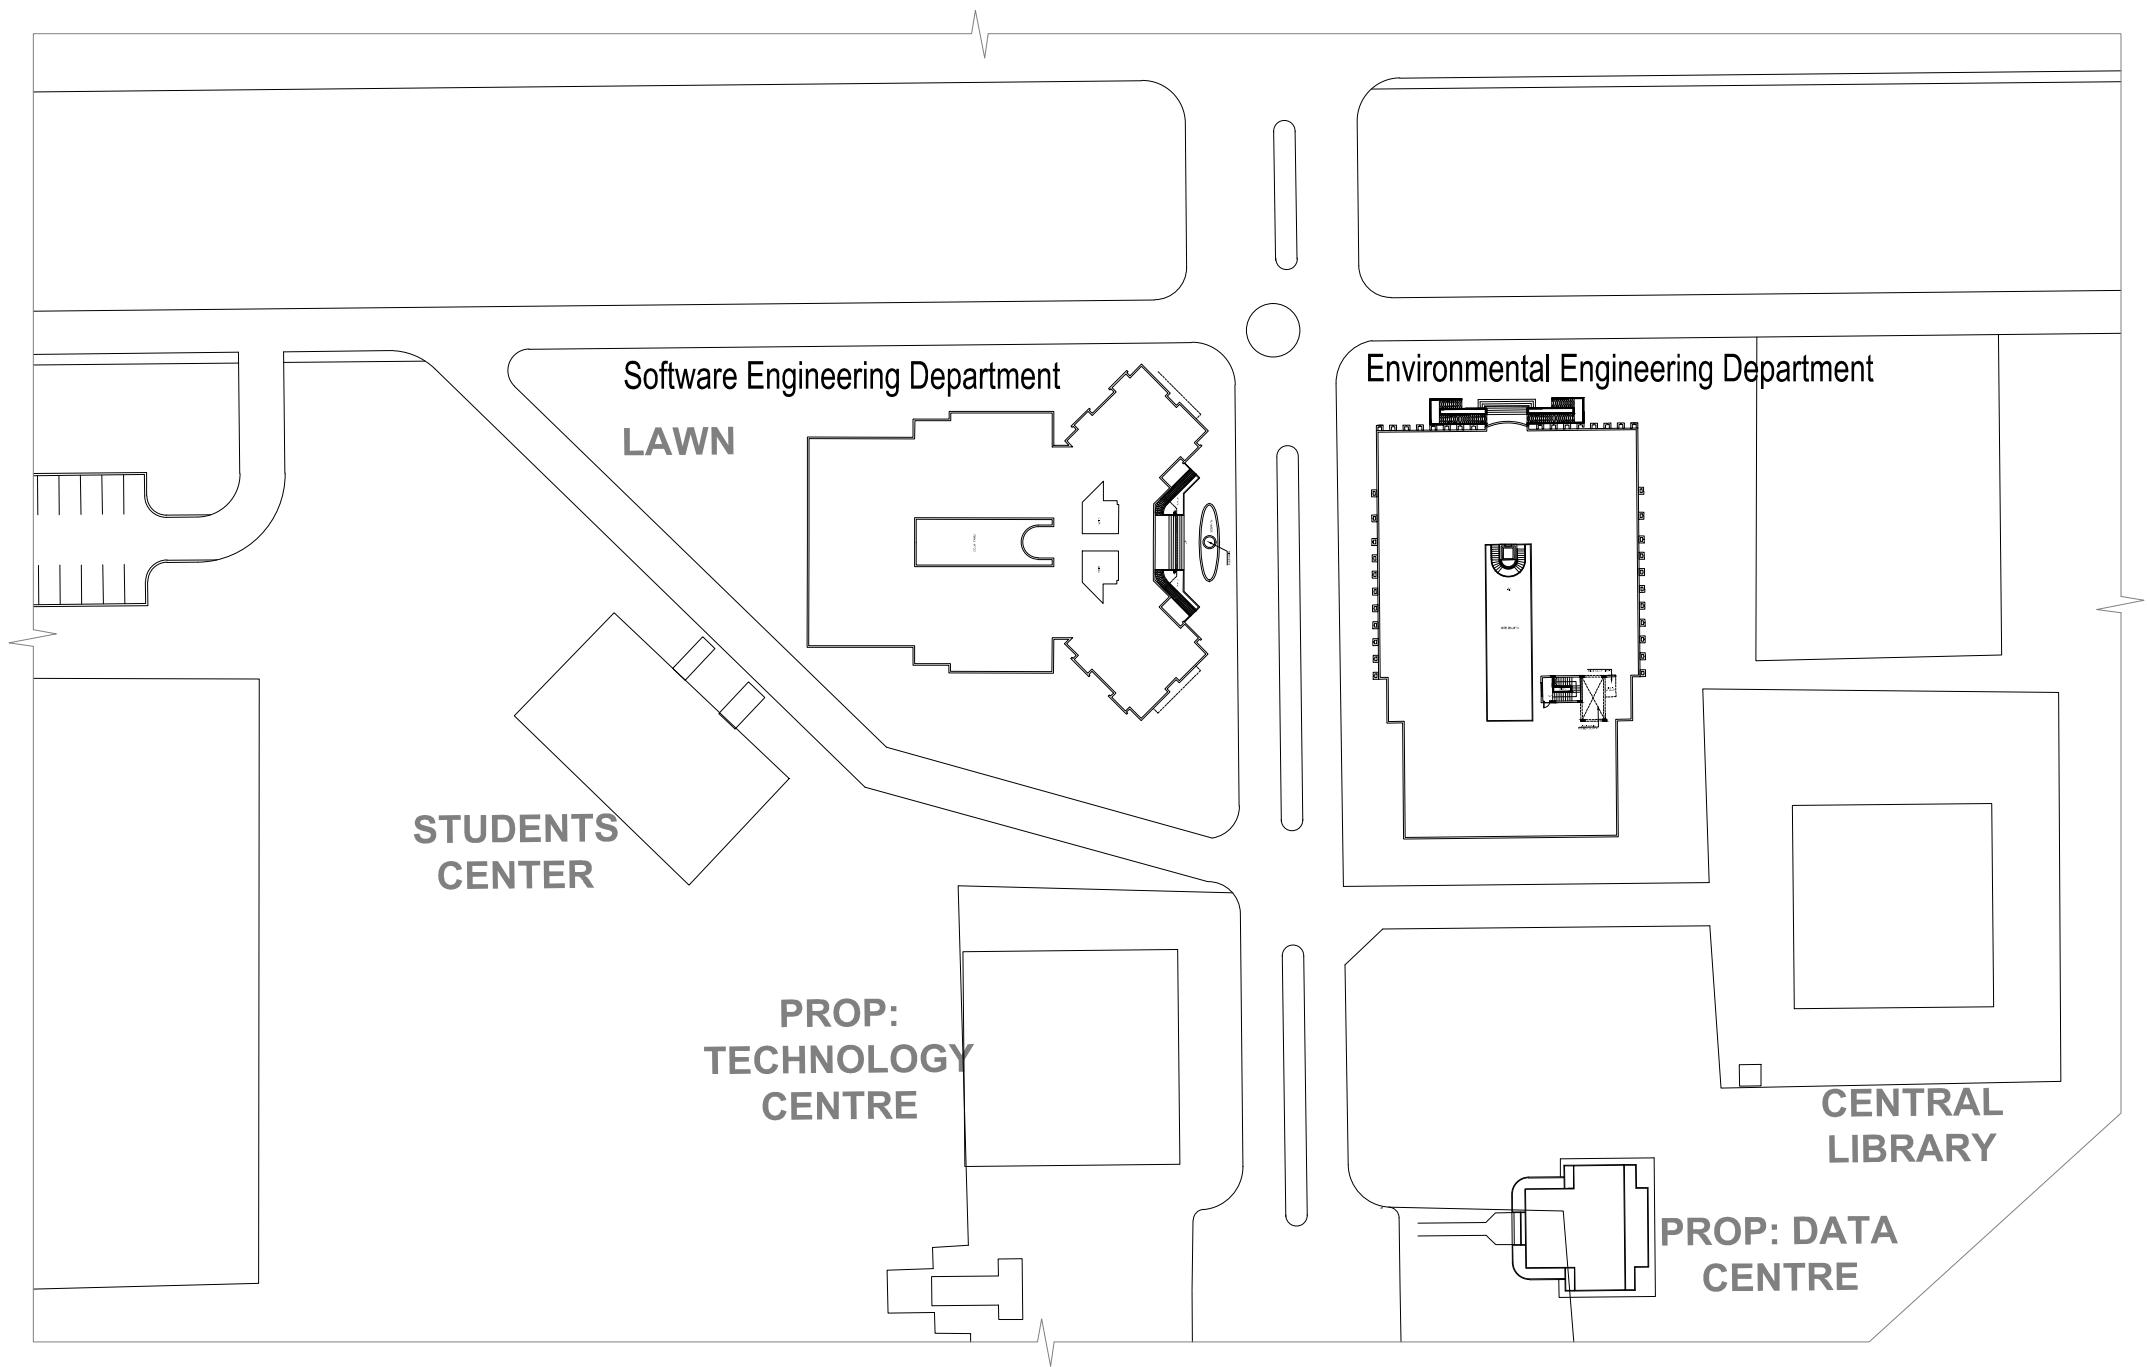 Software Engineering Department
Environmental Engineering Department
LAWN
STUDENTS
CENTER
PROP:
TECHNOLOGY
CENTRE
CENTRAL
LIBRARY
PROP: DATA
CENTRE